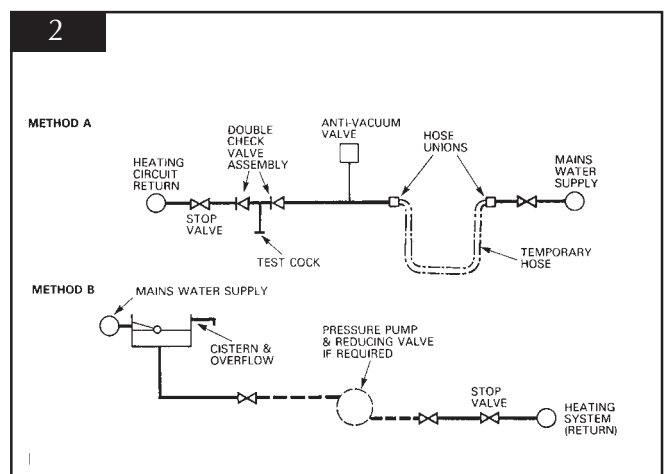 2
METHOD A
DOUBLE
CHECK
VALVE
ASSEMBLY
ANTI-VACUUM
VALVE
HOSE
UNIONS
HEATING
CIRCUIT
RETURN
MAINS
WATER
SUPPLY
STOP
VALVE
TEST COCK
TEMPORARY
HOSE
METHOD B
MAINS WATER SUPPLY
CISTERN &
OVERFLOW
PRESSURE PUMP
& REDUCING VALVE
IF REQUIRED
STOP
VALVE
HEATING
SYSTEM
(RETURN)